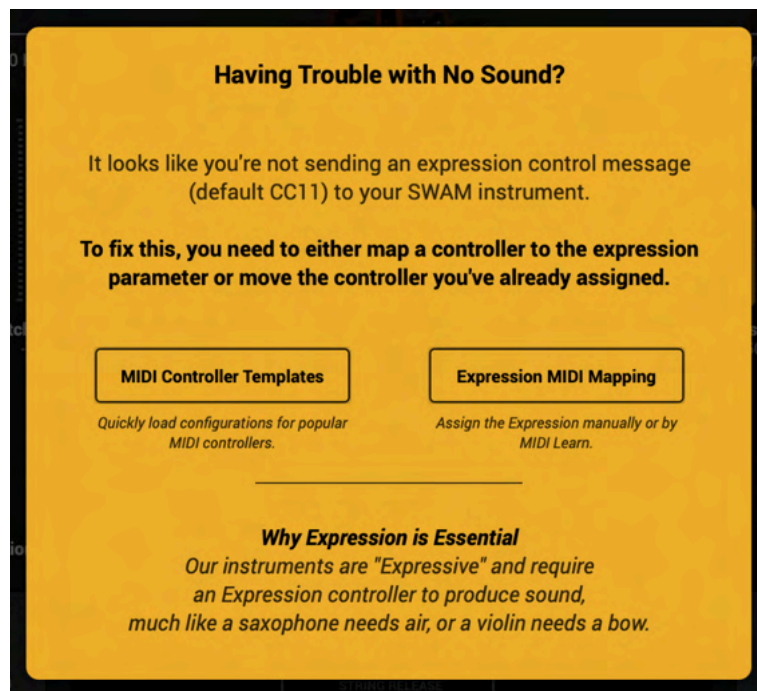 Having Trouble with No Sound?
It looks like you're not sending an expression control message
(default CC11) to your SWAM instrument.
To fix this, you need to either map a controller to the expression
parameter or move the controller you've already assigned.
MIDI Controller Templates
Expression MIDI Mapping
Quickly load configurations for popular
MIDI controllers.
Assign the Expression manually or by
MIDI Learn.
Why Expression is Essential
Our instruments are "Expressive" and require
an Expression controller to produce sound,
much like a saxophone needs air, or a violin needs a bow.
STRING RELEASE